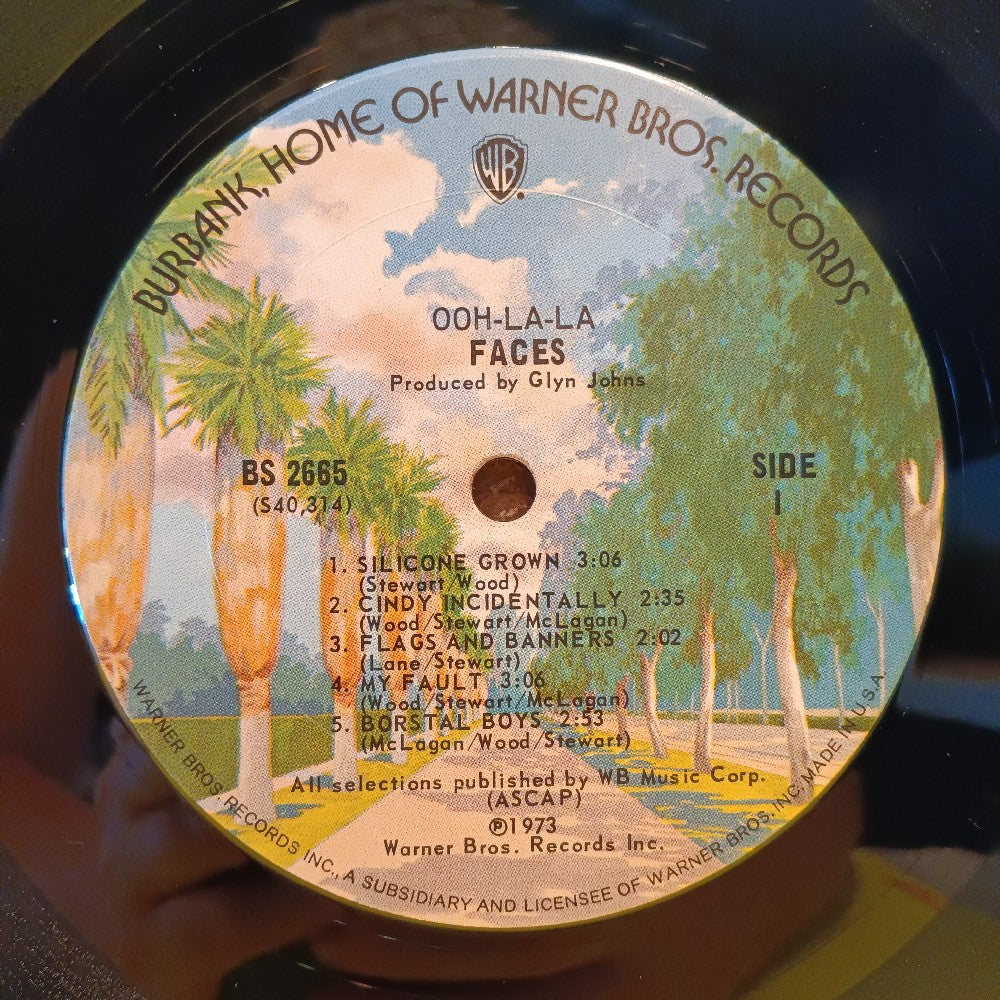 BURBANK, HOME OF WARNER BROS. RECORDS
WB
OOH-LA-LA
FACES
Produced by Glyn Johns
BS 2665
(S40,314)
SIDE
1
1. SILICONE GROWN 3:06
(Stewart/Wood)
2. CINDY INCIDENTALLY 2:35
(Wood/Stewart/McLagan)
3. FLAGS AND BANNERS 2:02
(Lane/Stewart)
4. MY FAULT 3:06
(Wood/Stewart/McLagan)
5. BORSTAL BOYS 2:53
(McLagan/Wood/Stewart)
All selections published by WB Music Corp.
(ASCAP)
℗1973
Warner Bros. Records Inc.
WARNER BROS. RECORDS INC., A SUBSIDIARY AND LICENSEE OF WARNER BROS. INC. MADE IN U.S.A.